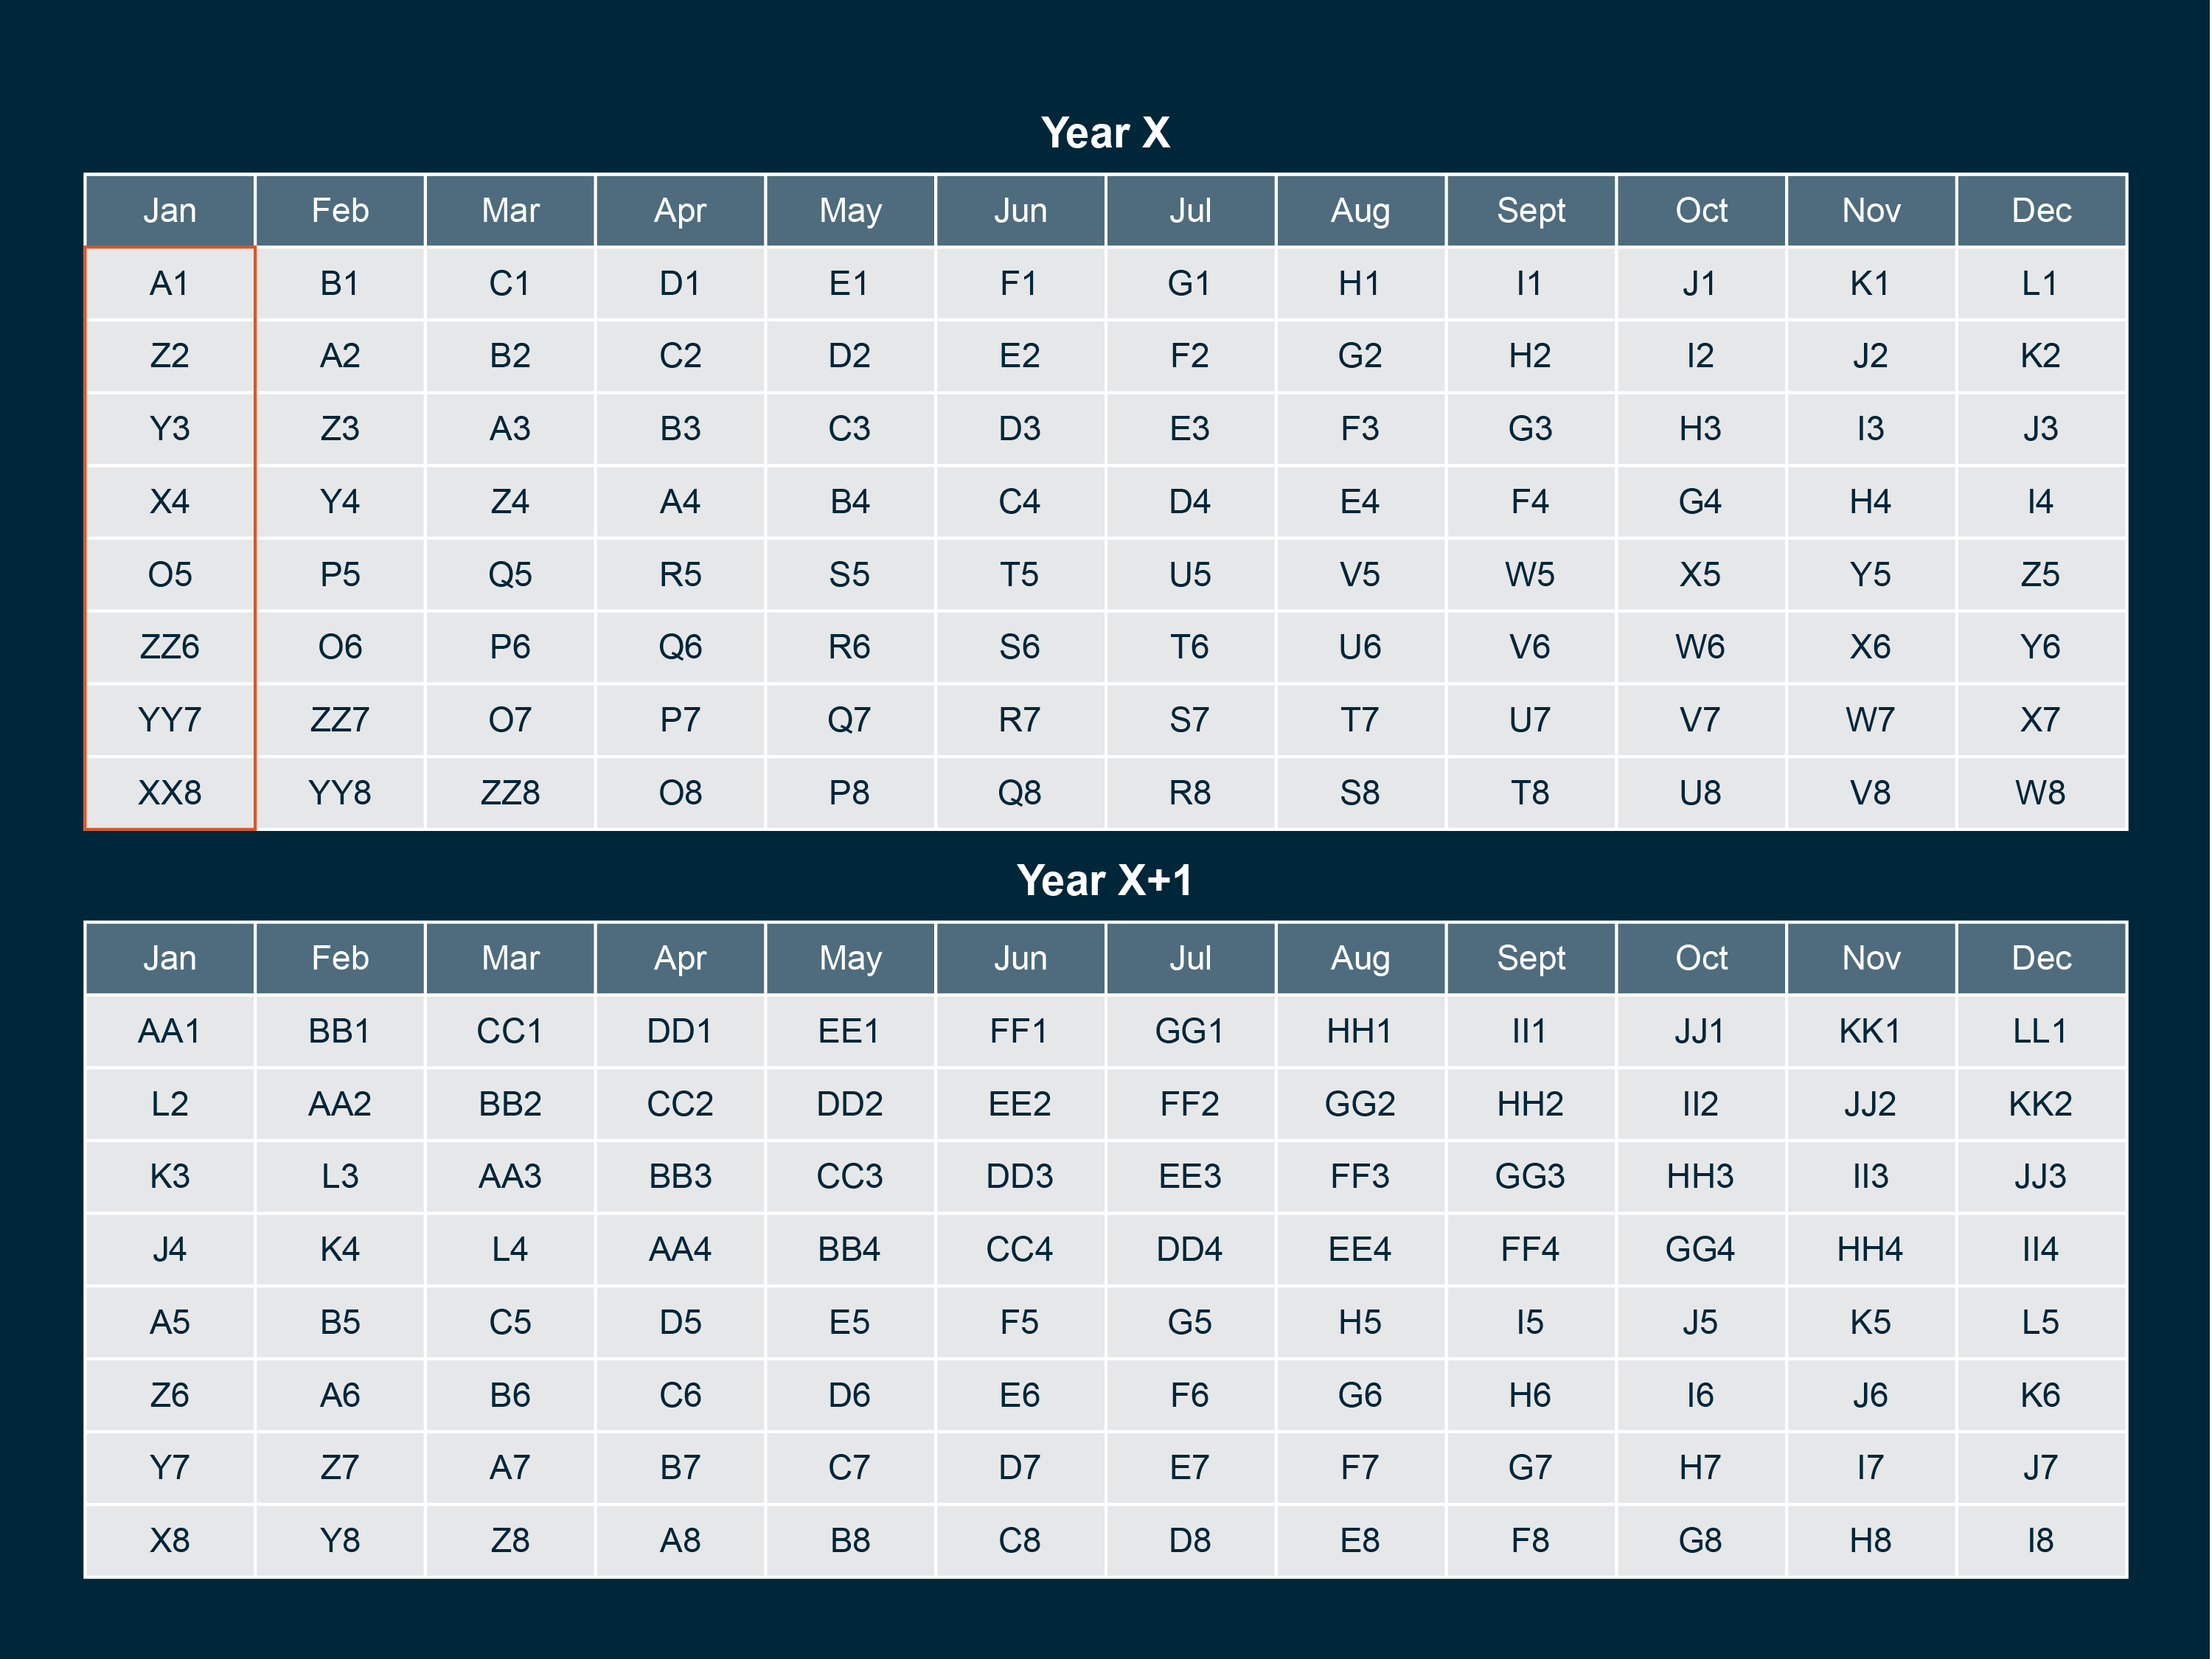 Year X
Jan Feb Mar Apr May Jun Jul Aug Sept Oct Nov Dec
A1 B1 C1 D1 E1 F1 G1 H1 I1 J1 K1 L1
Z2 A2 B2 C2 D2 E2 F2 G2 H2 I2 J2 K2
Y3 Z3 A3 B3 C3 D3 E3 F3 G3 H3 I3 J3
X4 Y4 Z4 A4 B4 C4 D4 E4 F4 G4 H4 I4
O5 P5 Q5 R5 S5 T5 U5 V5 W5 X5 Y5 Z5
ZZ6 O6 P6 Q6 R6 S6 T6 U6 V6 W6 X6 Y6
YY7 ZZ7 O7 P7 Q7 R7 S7 T7 U7 V7 W7 X7
XX8 YY8 ZZ8 O8 P8 Q8 R8 S8 T8 U8 V8 W8
Year X+1
Jan Feb Mar Apr May Jun Jul Aug Sept Oct Nov Dec
AA1 BB1 CC1 DD1 EE1 FF1 GG1 HH1 II1 JJ1 KK1 LL1
L2 AA2 BB2 CC2 DD2 EE2 FF2 GG2 HH2 II2 JJ2 KK2
K3 L3 AA3 BB3 CC3 DD3 EE3 FF3 GG3 HH3 II3 JJ3
J4 K4 L4 AA4 BB4 CC4 DD4 EE4 FF4 GG4 HH4 II4
A5 B5 C5 D5 E5 F5 G5 H5 I5 J5 K5 L5
Z6 A6 B6 C6 D6 E6 F6 G6 H6 I6 J6 K6
Y7 Z7 A7 B7 C7 D7 E7 F7 G7 H7 I7 J7
X8 Y8 Z8 A8 B8 C8 D8 E8 F8 G8 H8 I8